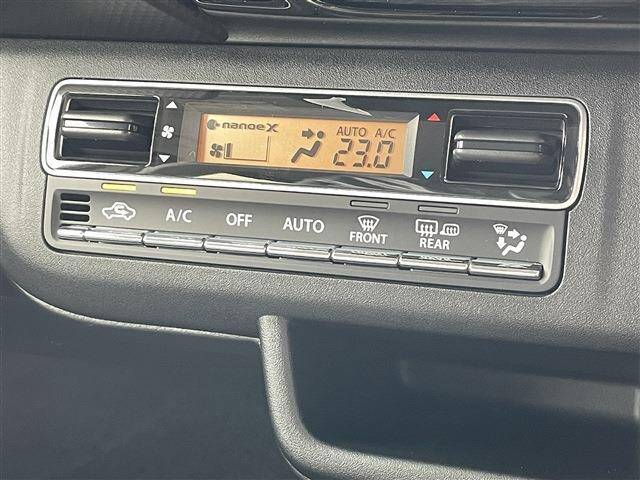 nanoeX
AUTO A/C
23.0
A/C OFF AUTO FRONT REAR